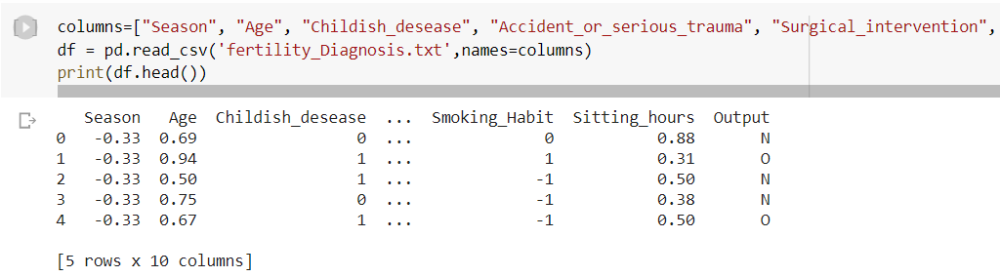 columns=["Season", "Age", "Childish_desease", "Accident_or_serious_trauma", "Surgical_intervention",
df = pd.read_csv('fertility_Diagnosis.txt',names=columns)
print(df.head())
Season Age Childish_desease ... Smoking_Habit Sitting_hours Output
0 -0.33 0.69 0 ... 0 0.88 N
1 -0.33 0.94 1 ... 1 0.31 O
2 -0.33 0.50 1 ... -1 0.50 N
3 -0.33 0.75 0 ... -1 0.38 N
4 -0.33 0.67 1 ... -1 0.50 O
[5 rows x 10 columns]